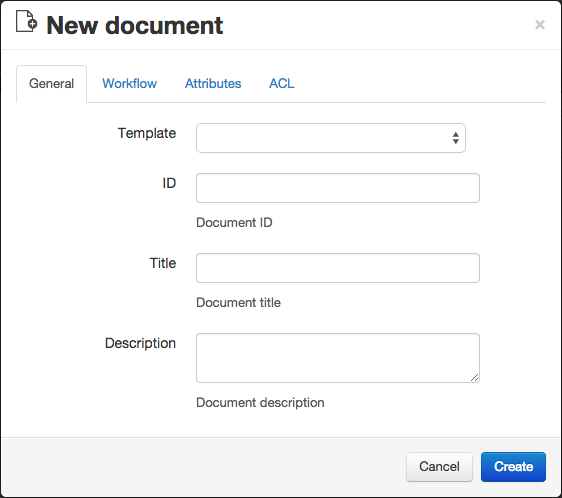 New document
×
General Workflow Attributes ACL
Template
ID
Document ID
Title
Document title
Description
Document description
Cancel Create